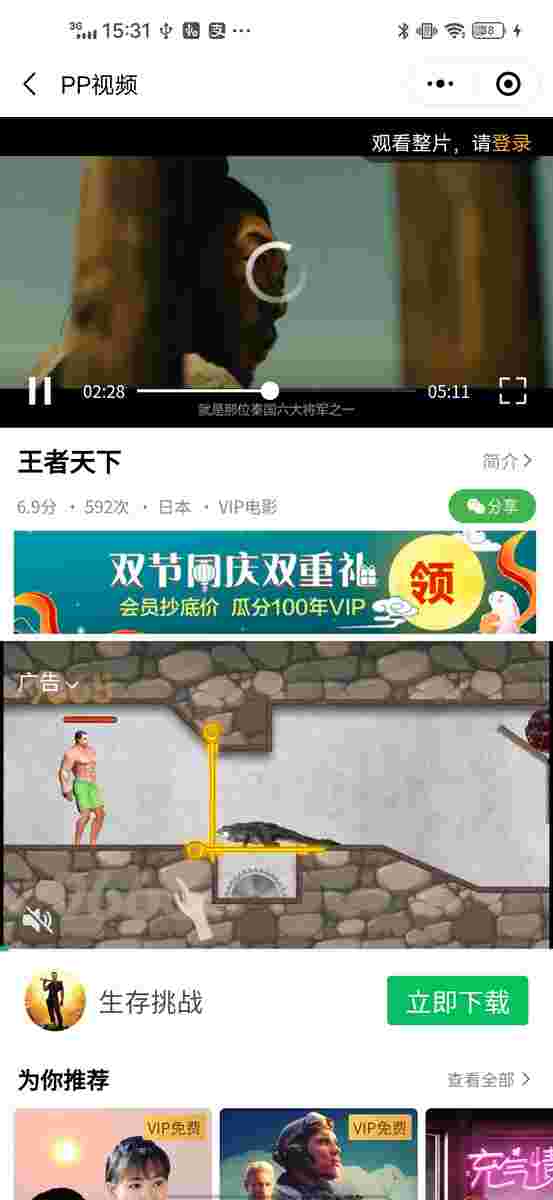 3G 15:31 ...
PP视频
观看整片，请登录
02:28
05:11
就是那位秦国六大将军之一
王者天下
简介
6.9分 · 592次 · 日本 · VIP电影
分享
双节同庆双重礼
会员抄底价 瓜分100年VIP
领
广告
生存挑战
立即下载
为你推荐
查看全部
VIP免费
VIP免费
充气情